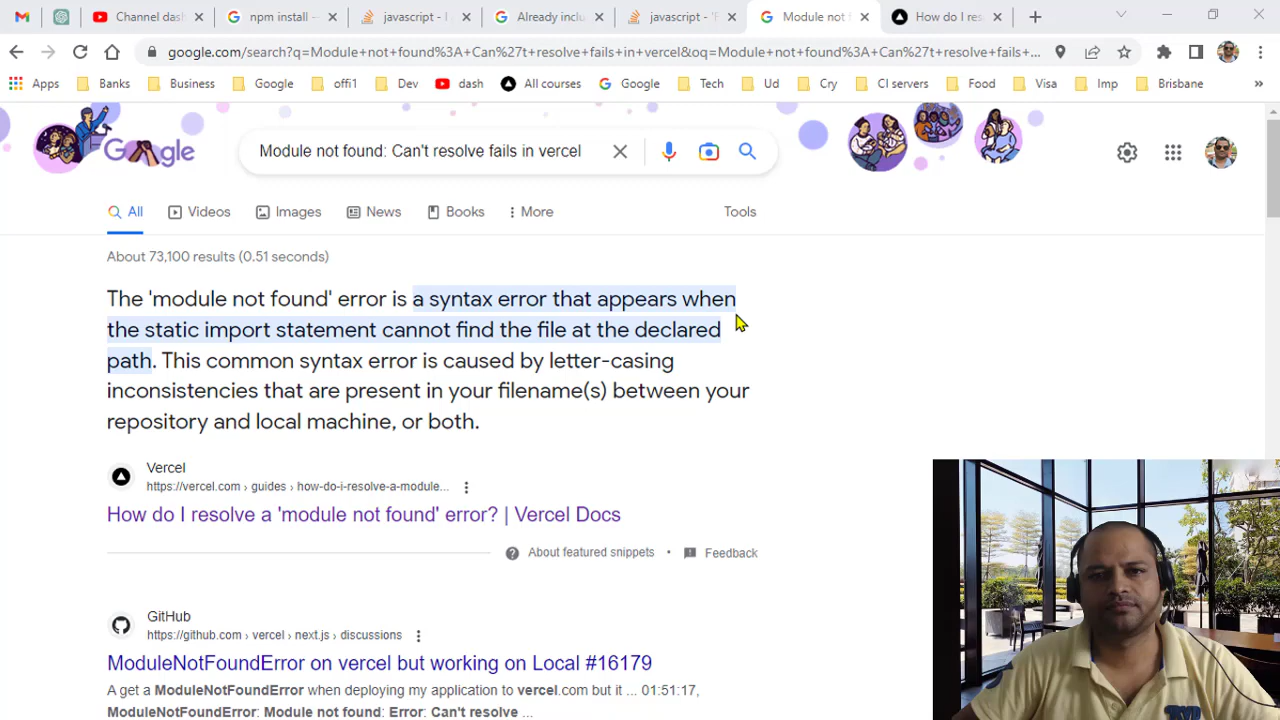 Channel das
npm install —
javascript - I
Already inclu
javascript - 'F
Module not f
How do I res
google.com/search?q=Module+not+found%3A+Can%27t+resolve+fails+in+vercel&oq=Module+not+found%3A+Can%27t+resolve+fails+...
Apps
Banks
Business
Google
offi1
Dev
dash
All courses
Google
Tech
Ud
Cry
CI servers
Food
Visa
Imp
Brisbane
»
Google
Module not found: Can't resolve fails in vercel
All
Videos
Images
News
Books
More
Tools
About 73,100 results (0.51 seconds)
The 'module not found' error is a syntax error that appears when
the static import statement cannot find the file at the declared
path. This common syntax error is caused by letter-casing
inconsistencies that are present in your filename(s) between your
repository and local machine, or both.
Vercel
https://vercel.com › guides › how-do-i-resolve-a-module...
How do I resolve a 'module not found' error? | Vercel Docs
About featured snippets
•
Feedback
GitHub
https://github.com › vercel › next.js › discussions
ModuleNotFoundError on vercel but working on Local #16179
A get a ModuleNotFoundError when deploying my application to vercel.com but it ... 01:51:17,
ModuleNotFoundError: Module not found: Error: Can't resolve ...